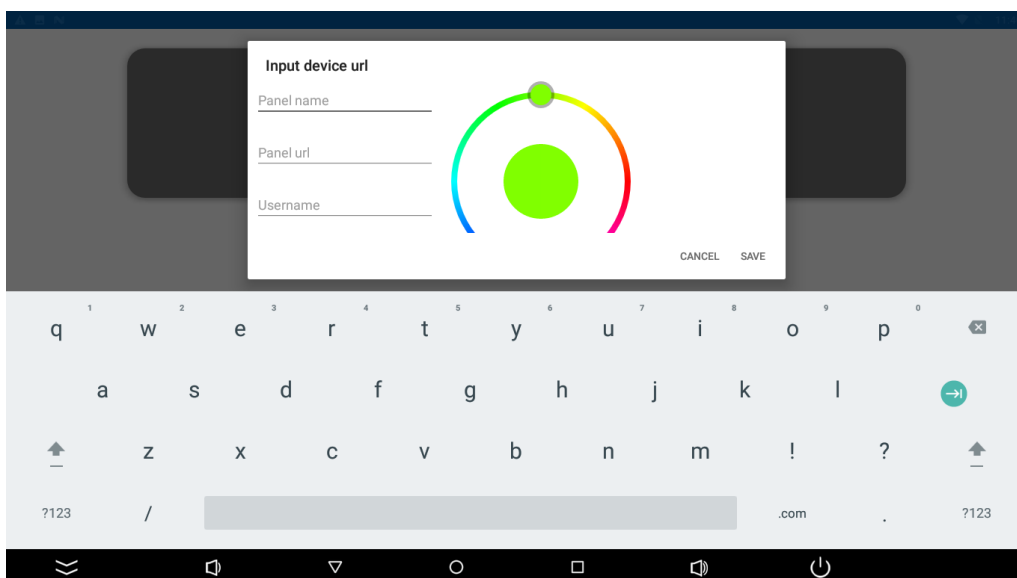 Input device url
Panel name
Panel url
Username
CANCEL SAVE
1 2 3 4 5 6 7 8 9 0
q w e r t y u i o p
a s d f g h j k l
z x c v b n m ! ?
?123 / .com . ?123